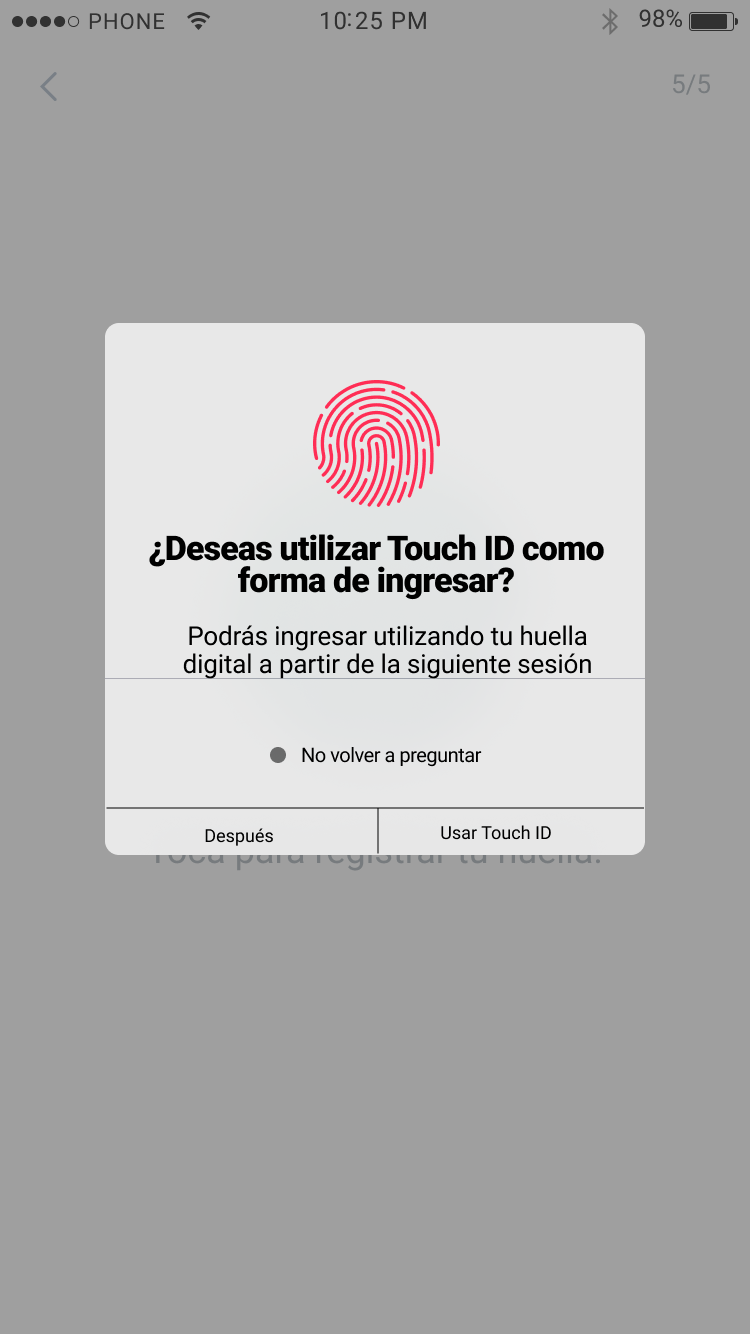 PHONE 10:25 PM 98%
5/5
¿Deseas utilizar Touch ID como
forma de ingresar?
Podrás ingresar utilizando tu huella
digital a partir de la siguiente sesión
No volver a preguntar
Después Usar Touch ID
Toca para registrar tu huella.